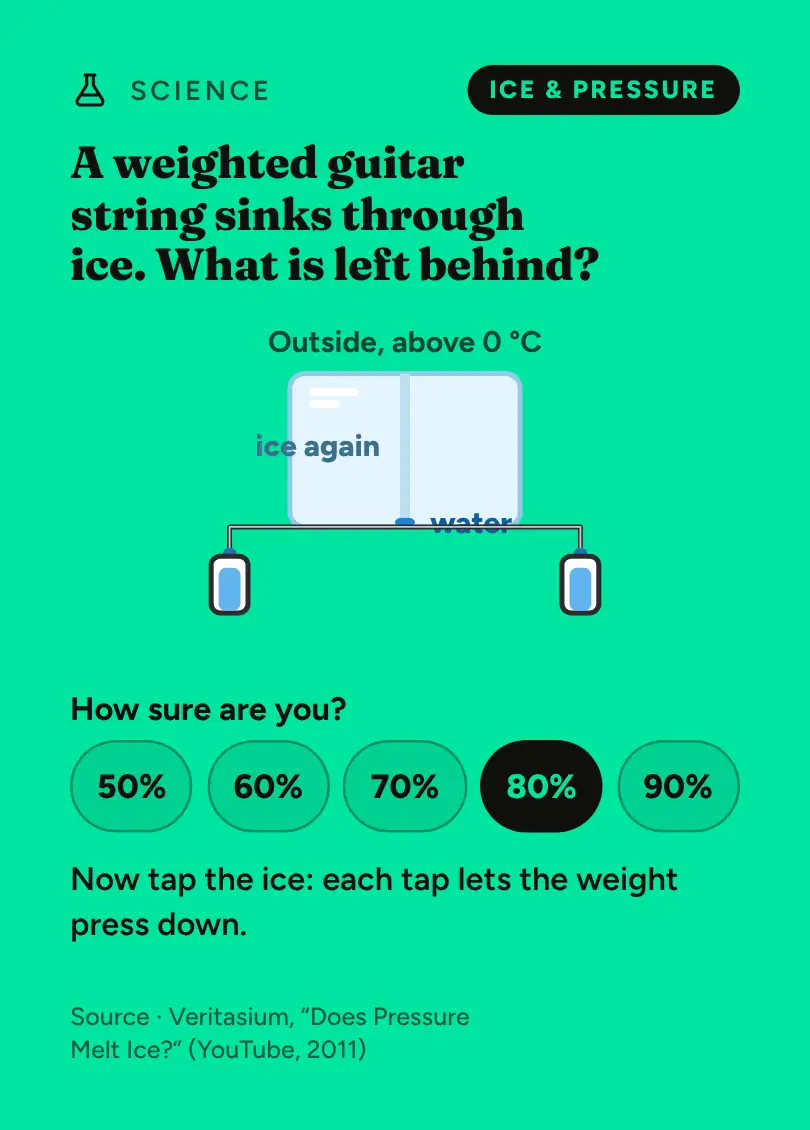 SCIENCE
ICE & PRESSURE
A weighted guitar
string sinks through
ice. What is left behind?
Outside, above 0 °C
ice again
water
How sure are you?
50%
60%
70%
80%
90%
Now tap the ice: each tap lets the weight
press down.
Source · Veritasium, “Does Pressure
Melt Ice?” (YouTube, 2011)